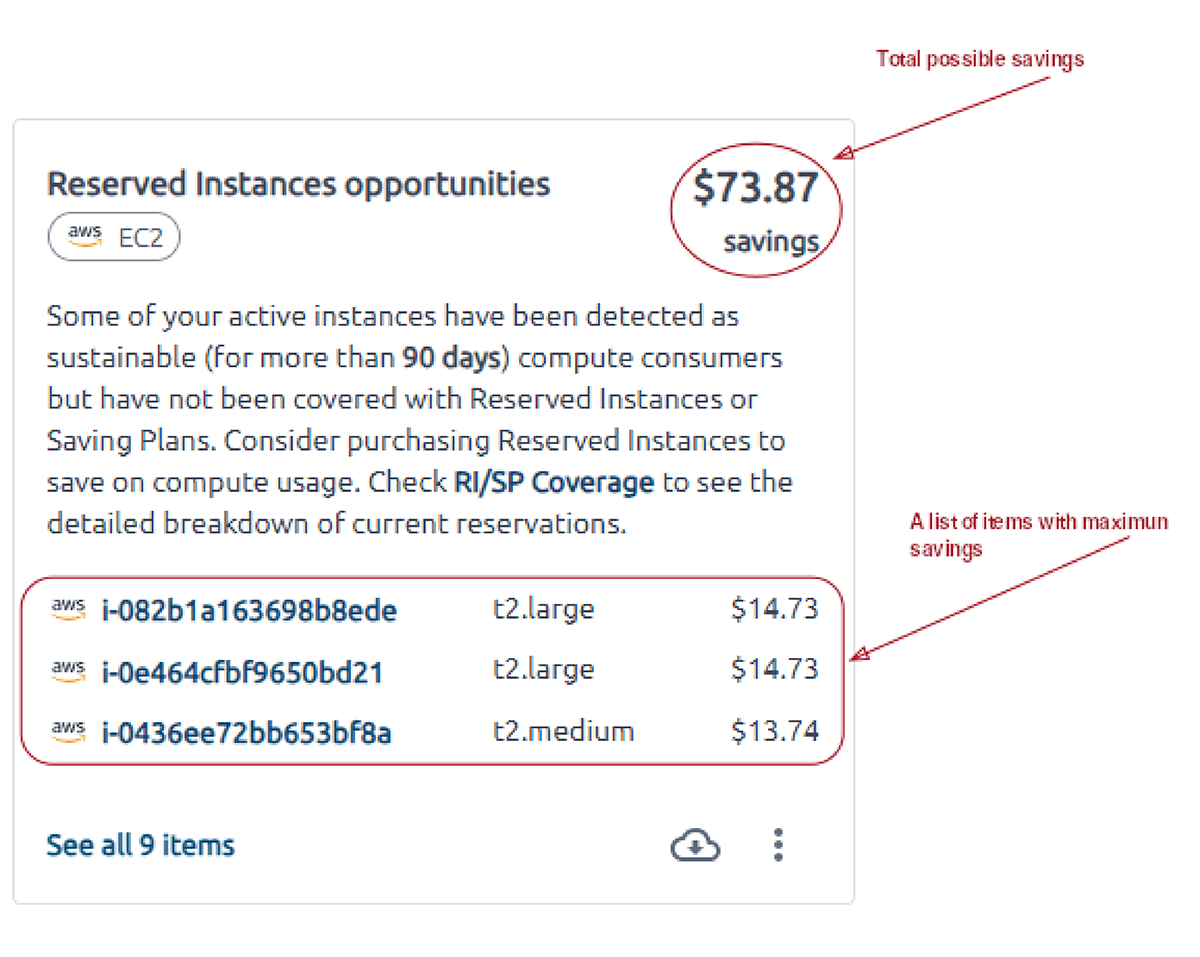 Total possible savings
Reserved Instances opportunities
$73.87
aws EC2
savings
Some of your active instances have been detected as
sustainable (for more than 90 days) compute consumers
but have not been covered with Reserved Instances or
Saving Plans. Consider purchasing Reserved Instances to
save on compute usage. Check RI/SP Coverage to see the
detailed breakdown of current reservations.
A list of items with maximun
savings
aws i-082b1a163698b8ede t2.large $14.73
aws i-0e464cfbf9650bd21 t2.large $14.73
aws i-0436ee72bb653bf8a t2.medium $13.74
See all 9 items